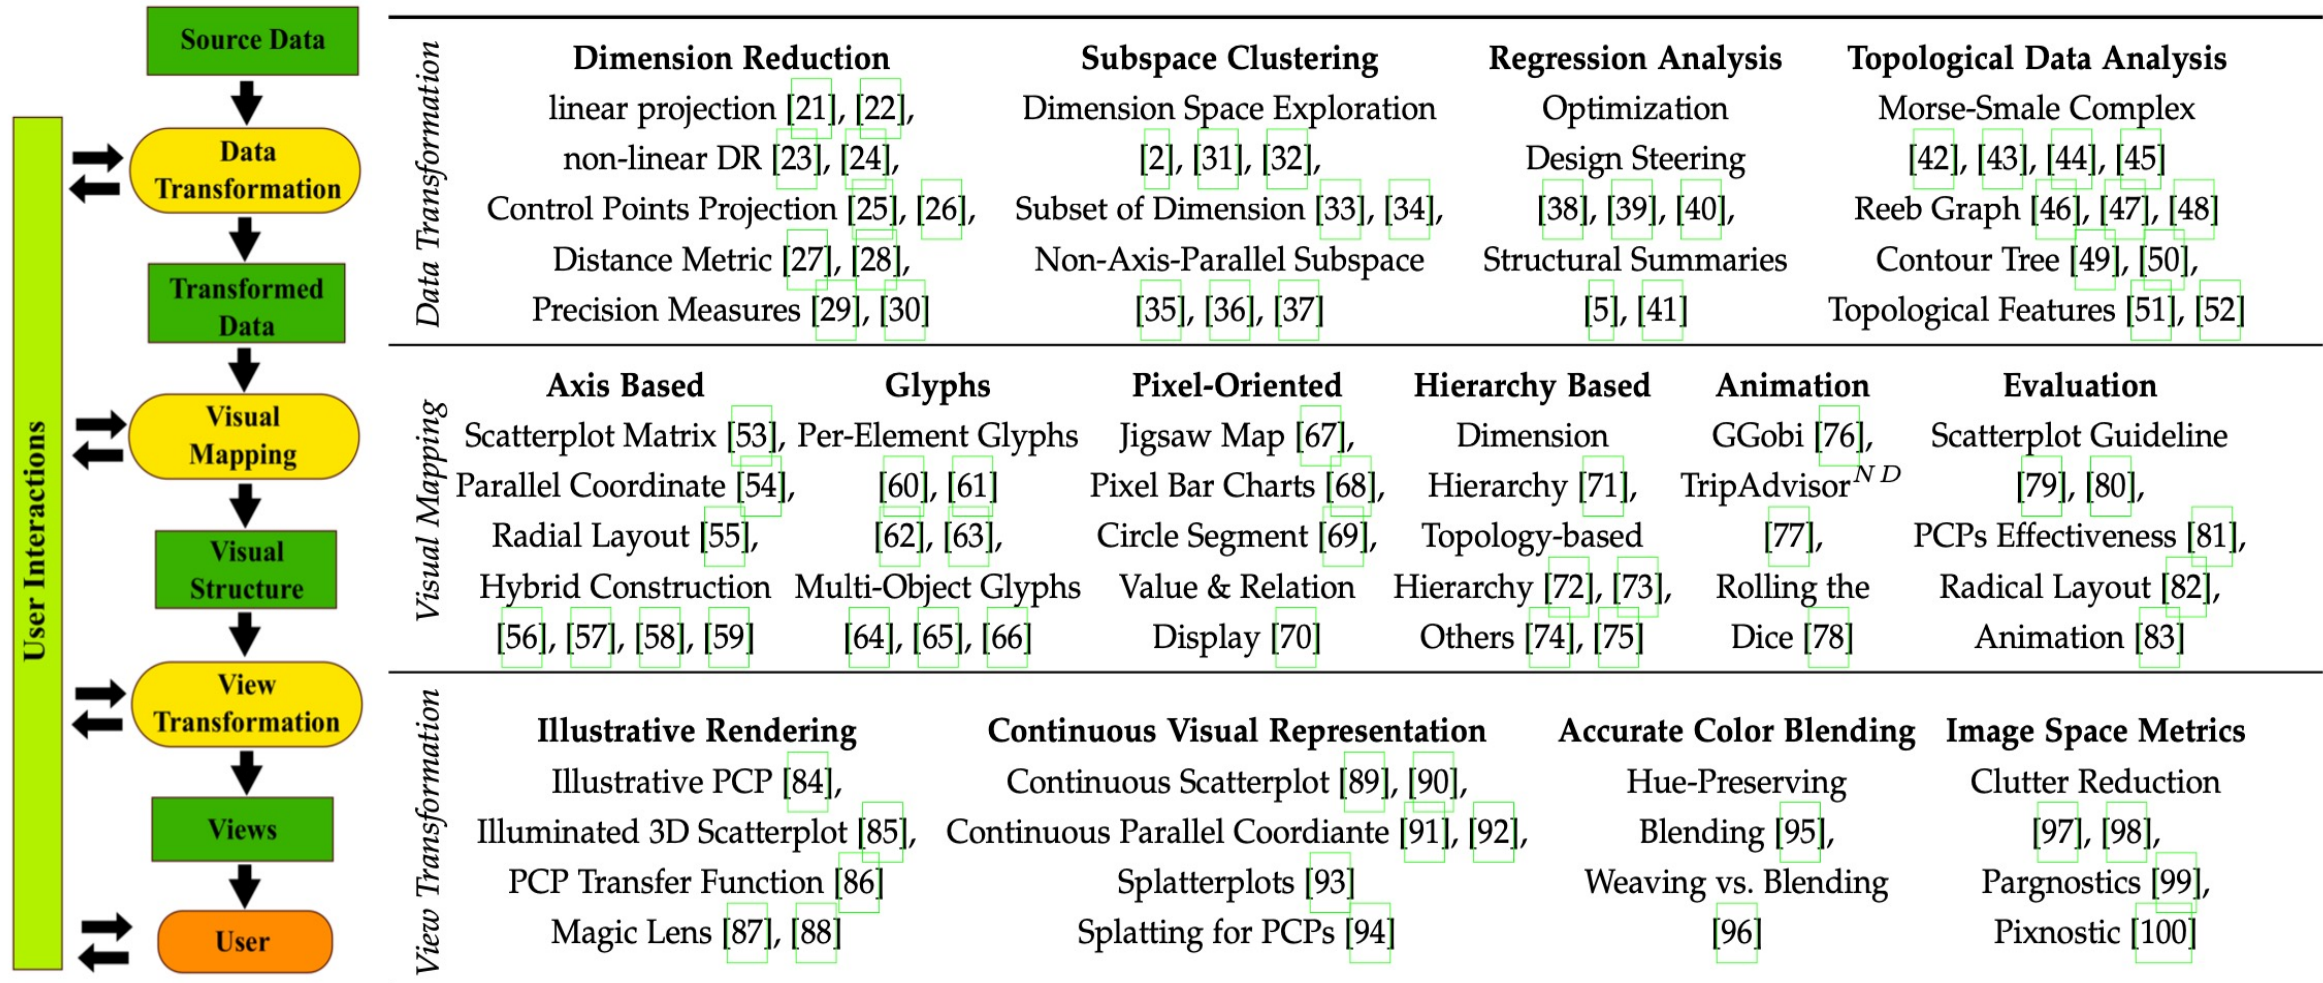 Source Data
Data
Transformation
Transformed
Data
Visual
Mapping
Visual
Structure
View
Transformation
Views
User
User Interactions
Data Transformation
Dimension Reduction
linear projection [21], [22],
non-linear DR [23], [24],
Control Points Projection [25], [26],
Distance Metric [27], [28],
Precision Measures [29], [30]
Subspace Clustering
Dimension Space Exploration
[2], [31], [32],
Subset of Dimension [33], [34],
Non-Axis-Parallel Subspace
[35], [36], [37]
Regression Analysis
Optimization
Design Steering
[38], [39], [40],
Structural Summaries
[5], [41]
Topological Data Analysis
Morse-Smale Complex
[42], [43], [44], [45]
Reeb Graph [46], [47], [48]
Contour Tree [49], [50],
Topological Features [51], [52]
Visual Mapping
Axis Based
Scatterplot Matrix [53],
Parallel Coordinate [54],
Radial Layout [55],
Hybrid Construction
[56], [57], [58], [59]
Glyphs
Per-Element Glyphs
[60], [61]
[62], [63],
Multi-Object Glyphs
[64], [65], [66]
Pixel-Oriented
Jigsaw Map [67],
Pixel Bar Charts [68],
Circle Segment [69],
Value & Relation
Display [70]
Hierarchy Based
Dimension
Hierarchy [71],
Topology-based
Hierarchy [72], [73],
Others [74], [75]
Animation
GGobi [76],
TripAdvisor^ND
[77],
Rolling the
Dice [78]
Evaluation
Scatterplot Guideline
[79], [80],
PCPs Effectiveness [81],
Radical Layout [82],
Animation [83]
View Transformation
Illustrative Rendering
Illustrative PCP [84],
Illuminated 3D Scatterplot [85],
PCP Transfer Function [86]
Magic Lens [87], [88]
Continuous Visual Representation
Continuous Scatterplot [89], [90],
Continuous Parallel Coordiante [91], [92],
Splatterplots [93]
Splatting for PCPs [94]
Accurate Color Blending
Hue-Preserving
Blending [95],
Weaving vs. Blending
[96]
Image Space Metrics
Clutter Reduction
[97], [98],
Pargnostics [99],
Pixnostic [100]